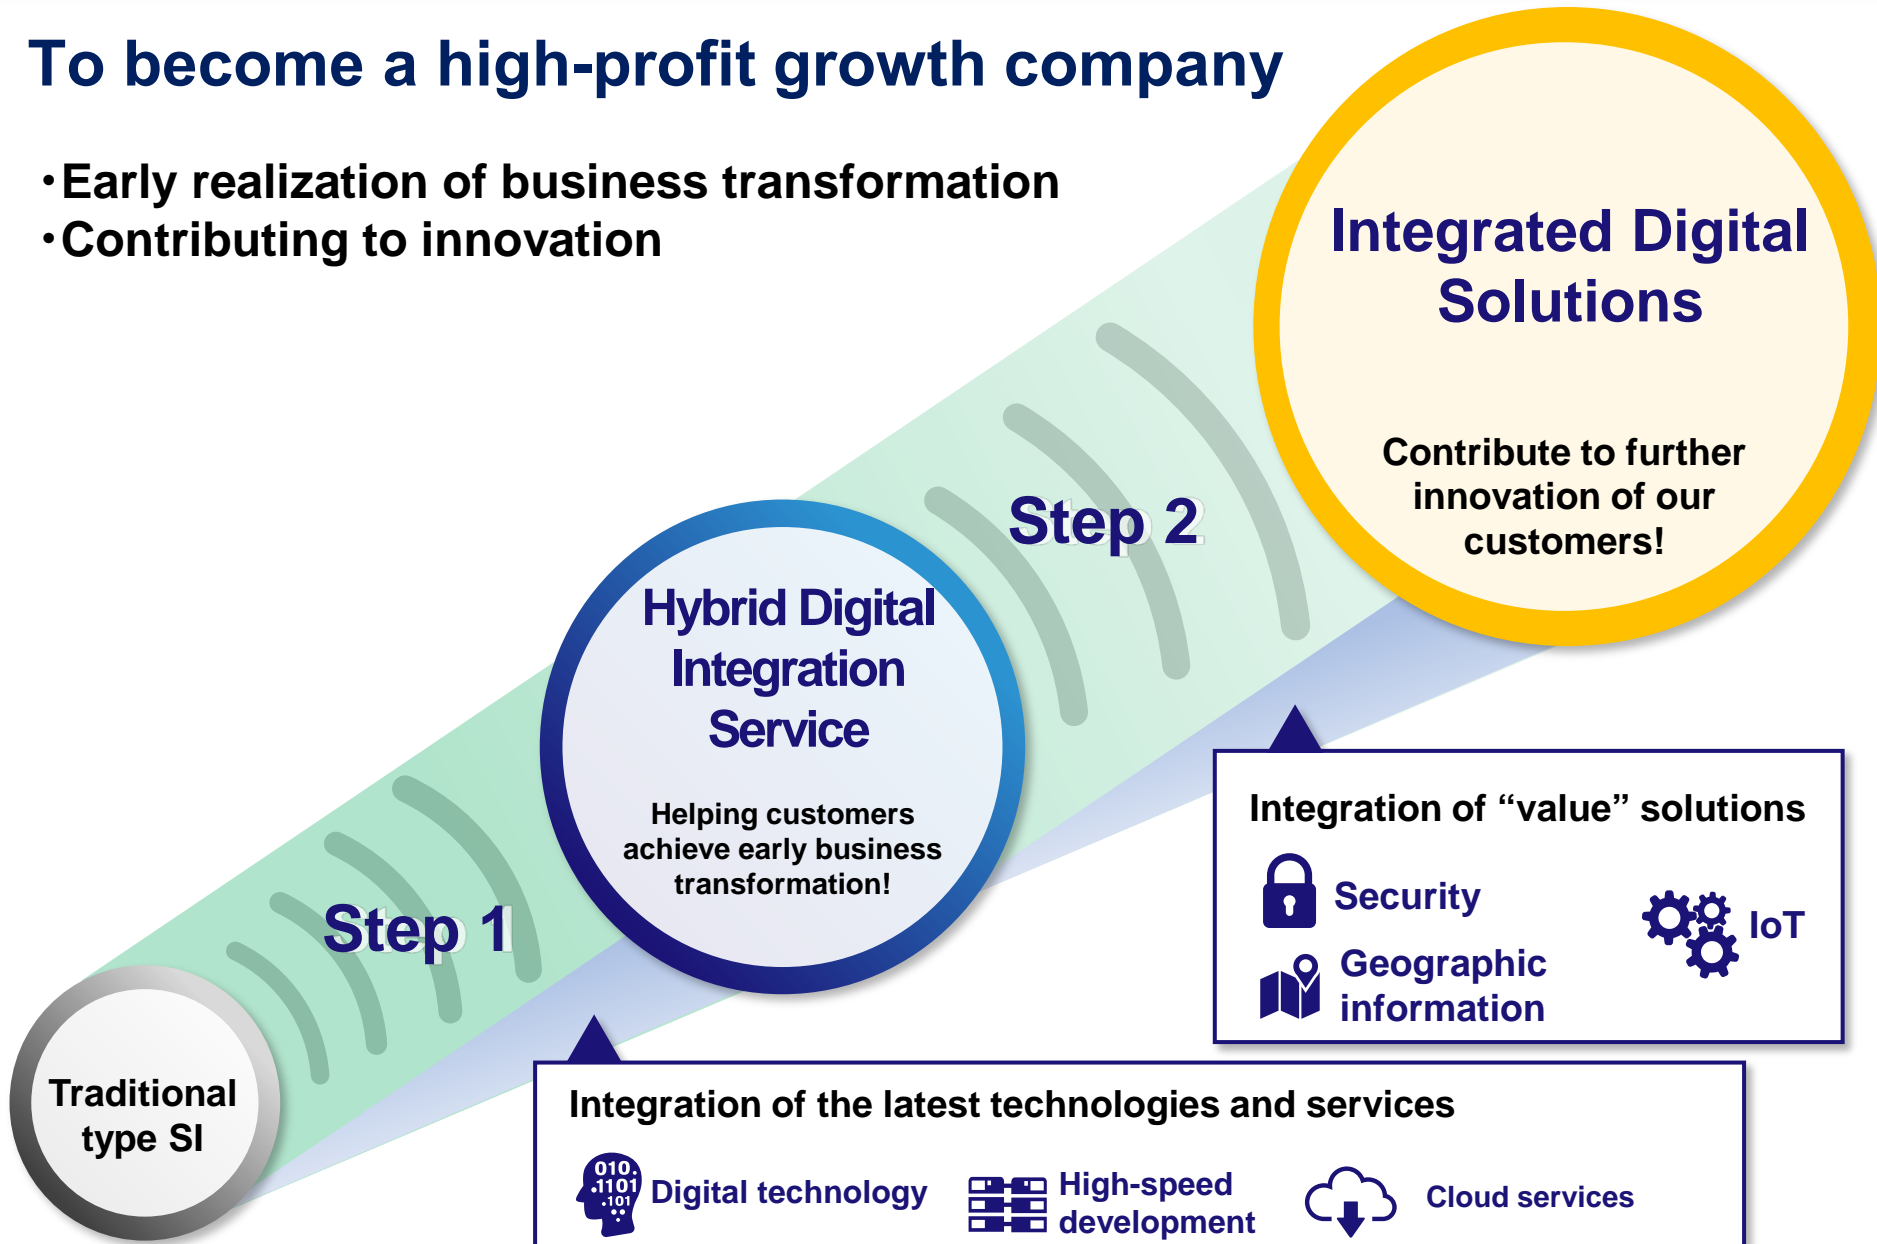 To become a high-profit growth company
・Early realization of business transformation
・Contributing to innovation
Integrated Digital
Solutions
Contribute to further
innovation of our
customers!
Step 2
Hybrid Digital
Integration
Service
Helping customers
achieve early business
transformation!
Step 1
Traditional
type SI
Integration of “value” solutions
Security
IoT
Geographic
information
Integration of the latest technologies and services
010.
.1101
.101
Digital technology
High-speed
development
Cloud services